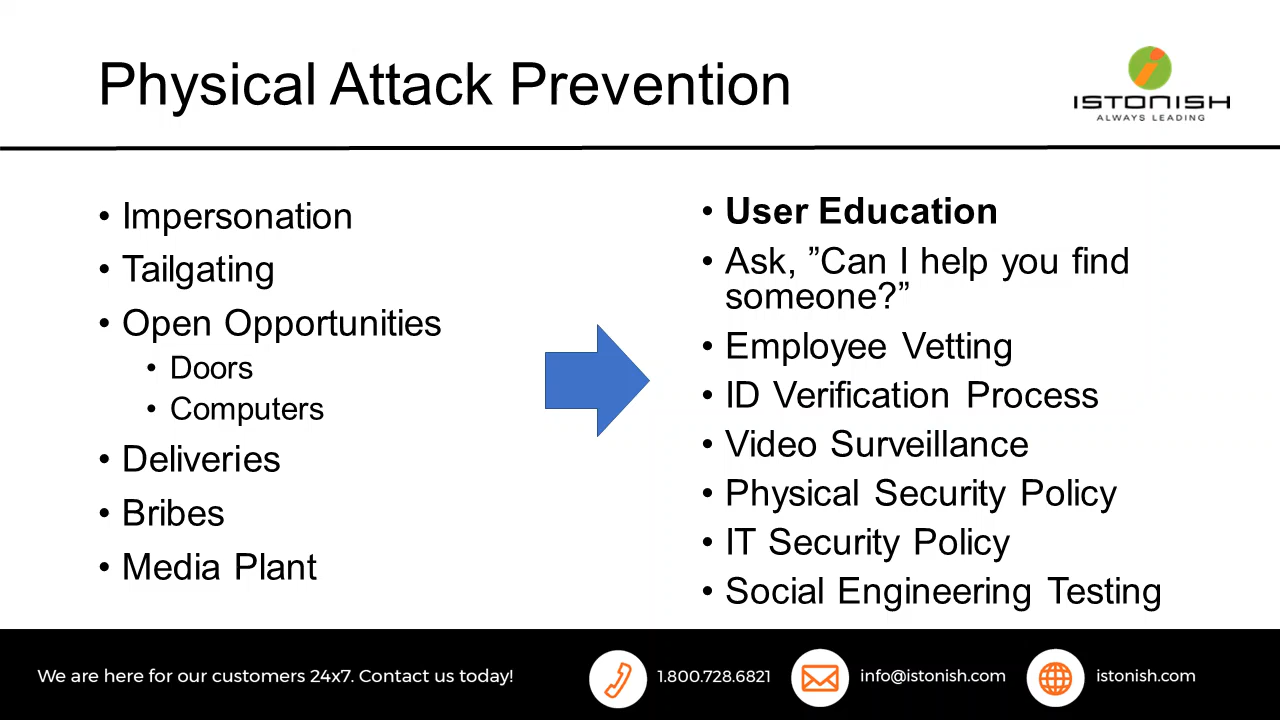 Physical Attack Prevention
ISTONISH
ALWAYS LEADING
• Impersonation
• Tailgating
• Open Opportunities
• Doors
• Computers
• Deliveries
• Bribes
• Media Plant
• User Education
• Ask, ”Can I help you find
someone?”
• Employee Vetting
• ID Verification Process
• Video Surveillance
• Physical Security Policy
• IT Security Policy
• Social Engineering Testing
We are here for our customers 24x7. Contact us today!
1.800.728.6821
info@istonish.com
istonish.com